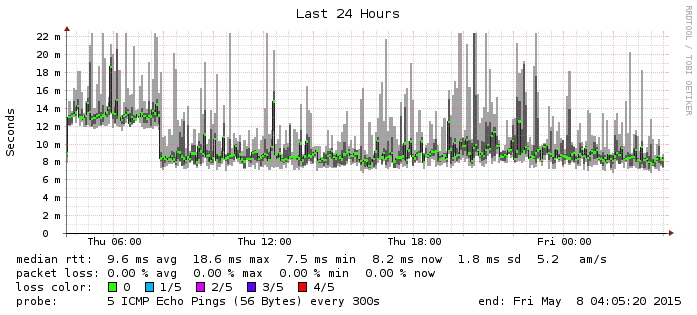 Last 24 Hours
RRDTOOL / TOBI OETIKER
Seconds
22 m
20 m
18 m
16 m
14 m
12 m
10 m
8 m
6 m
4 m
2 m
0
Thu 06:00 Thu 12:00 Thu 18:00 Fri 00:00
median rtt: 9.6 ms avg 18.6 ms max 7.5 ms min 8.2 ms now 1.8 ms sd 5.2 am/s
packet loss: 0.00 % avg 0.00 % max 0.00 % min 0.00 % now
loss color: 0 1/5 2/5 3/5 4/5
probe: 5 ICMP Echo Pings (56 Bytes) every 300s end: Fri May 8 04:05:20 2015